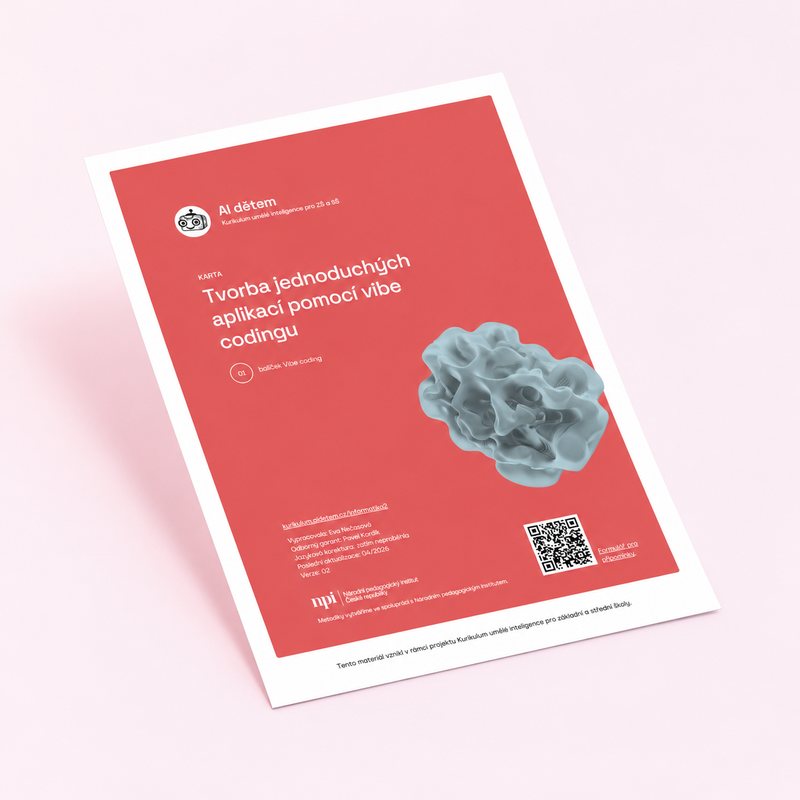 AI dětem
Kurikulum umělé inteligence pro ZŠ a SŠ
KARTA
Tvorba jednoduchých
aplikací pomocí vibe
codingu
01 balíček Vibe coding
kurikulum.aidetem.cz/informatika2
Vypracovala: Eva Nečasová
Odborný garant: Pavel Kordík
Jazyková korektura: zatím neproběhla
Poslední aktualizace: 04/2026
Verze: 02
Formulář pro
připomínky.
npi Národní pedagogický institut
České republiky
Metodiky vytváříme ve spolupráci s Národním pedagogickým institutem.
Tento materiál vznikl v rámci projektu Kurikulum umělé inteligence pro základní a střední školy.